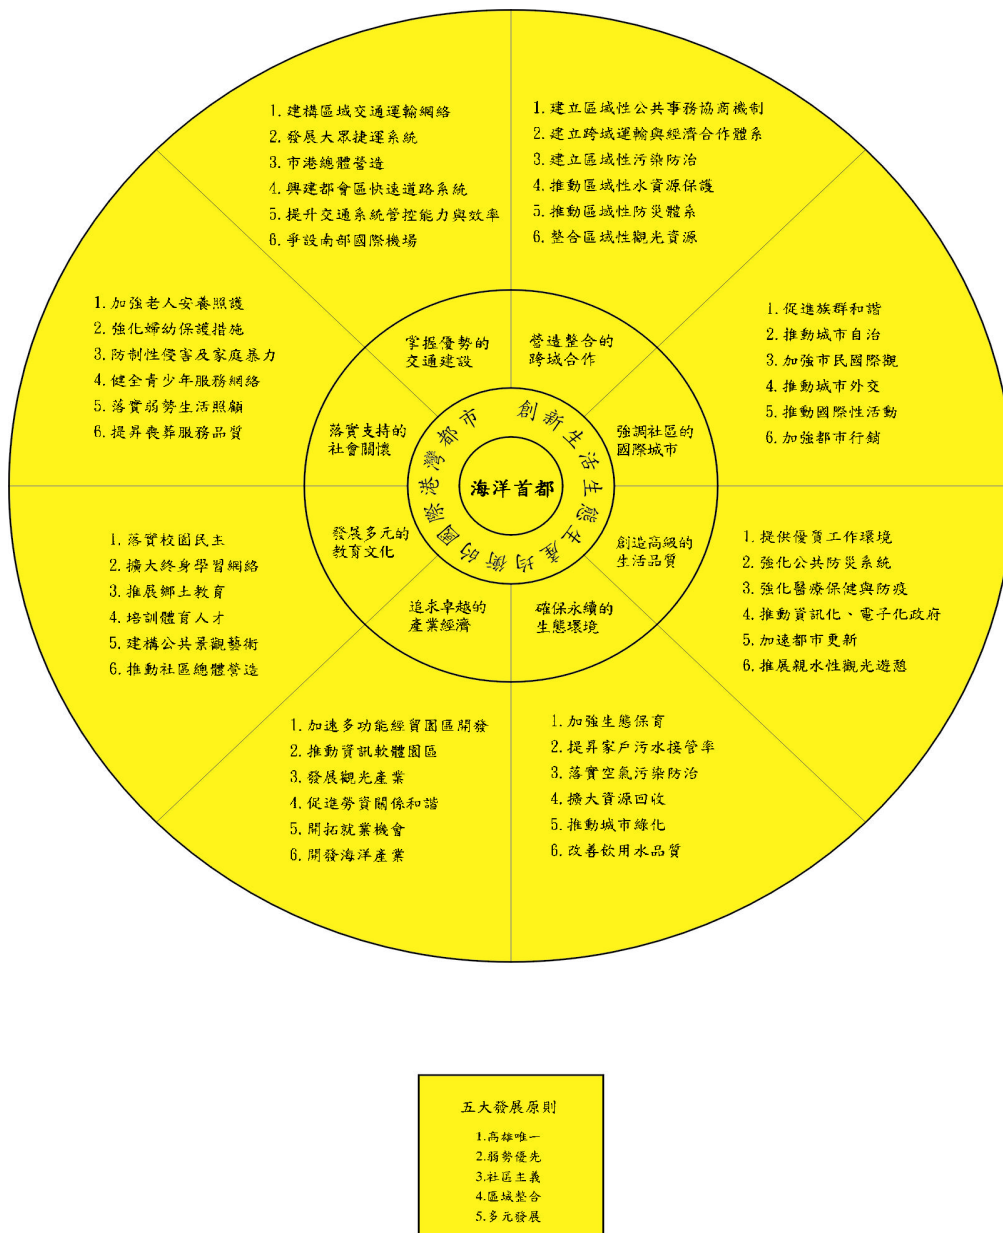 海洋首都
創新生活生態生產均衡的國際港灣都市
營造整合的
跨域合作
1. 建立區域性公共事務協商機制
2. 建立跨域運輸與經濟合作體系
3. 建立區域性污染防治
4. 推動區域性水資源保護
5. 推動區域性防災體系
6. 整合區域性觀光資源
強調社區的
國際城市
1. 促進族群和諧
2. 推動城市自治
3. 加強市民國際觀
4. 推動城市外交
5. 推動國際性活動
6. 加強都市行銷
創造高級的
生活品質
1. 提供優質工作環境
2. 強化公共防災系統
3. 強化醫療保健與防疫
4. 推動資訊化、電子化政府
5. 加速都市更新
6. 推展親水性觀光遊憩
確保永續的
生態環境
1. 加強生態保育
2. 提昇家戶污水接管率
3. 落實空氣污染防治
4. 擴大資源回收
5. 推動城市綠化
6. 改善飲用水品質
追求卓越的
產業經濟
1. 加速多功能經貿園區開發
2. 推動資訊軟體園區
3. 發展觀光產業
4. 促進勞資關係和諧
5. 開拓就業機會
6. 開發海洋產業
發展多元的
教育文化
1. 落實校園民主
2. 擴大終身學習網絡
3. 推展鄉土教育
4. 培訓體育人才
5. 建構公共景觀藝術
6. 推動社區總體營造
落實支持的
社會關懷
1. 加強老人安養照護
2. 強化婦幼保護措施
3. 防制性侵害及家庭暴力
4. 健全青少年服務網絡
5. 落實弱勢生活照顧
6. 提昇喪葬服務品質
掌握優勢的
交通建設
1. 建構區域交通運輸網絡
2. 發展大眾捷運系統
3. 市港總體營造
4. 興建都會區快速道路系統
5. 提升交通系統管控能力與效率
6. 爭設南部國際機場
五大發展原則
1.高雄唯一
2.弱勢優先
3.社區主義
4.區域整合
5.多元發展